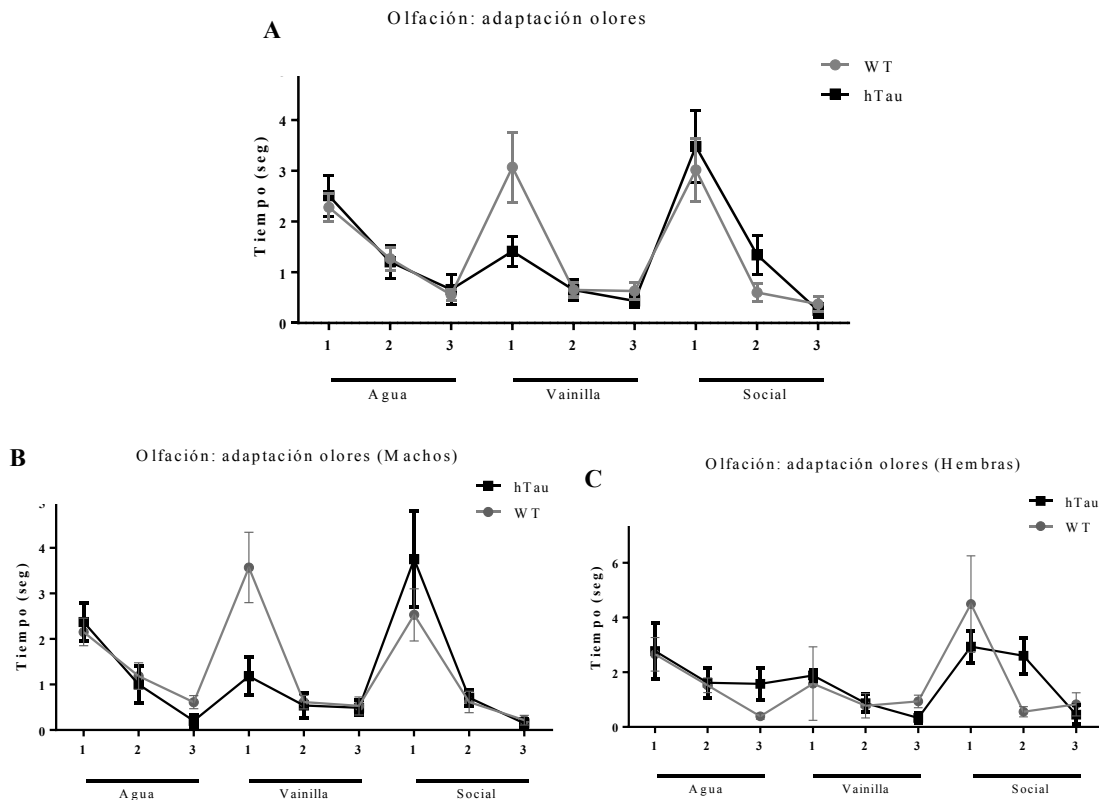 Olfación: adaptación olores
A
WT
hTau
Tiempo (seg)
4
3
2
1
0
1 2 3 1 2 3 1 2 3
Agua Vainilla Social
B
Olfación: adaptación olores (Machos)
hTau
WT
Tiempo (seg)
4
3
2
1
0
1 2 3 1 2 3 1 2 3
Agua Vainilla Social
C
Olfación: adaptación olores (Hembras)
hTau
WT
Tiempo (seg)
6
4
2
0
1 2 3 1 2 3 1 2 3
Agua Vainilla Social